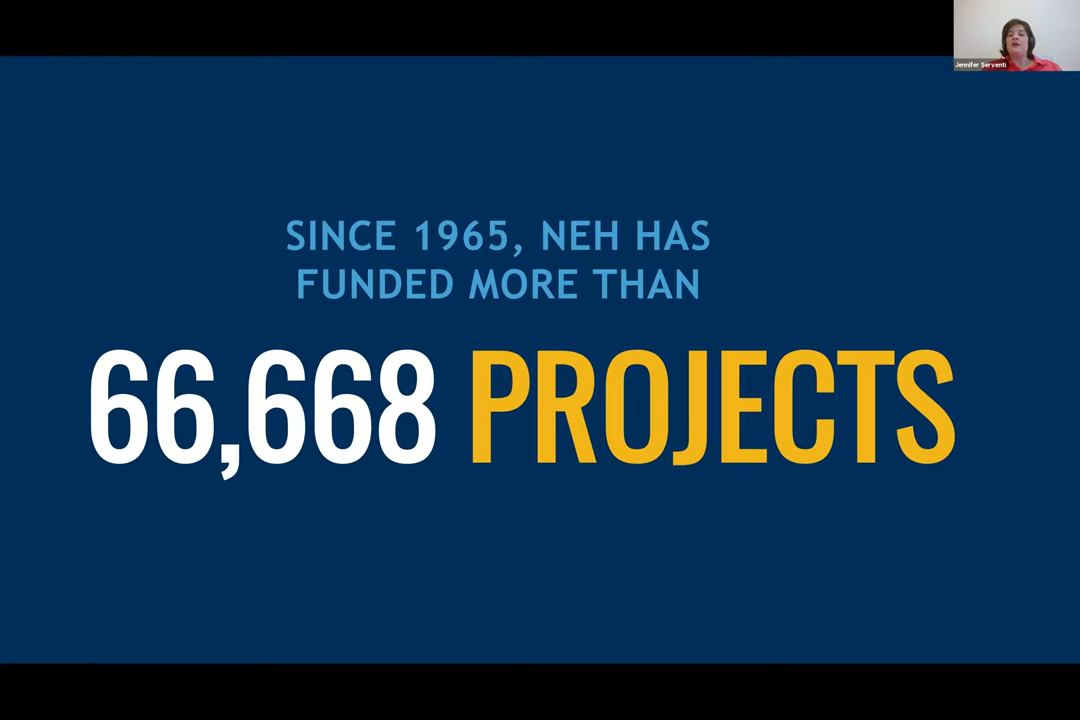 Jennifer Serventi
SINCE 1965, NEH HAS
FUNDED MORE THAN
66,668 PROJECTS